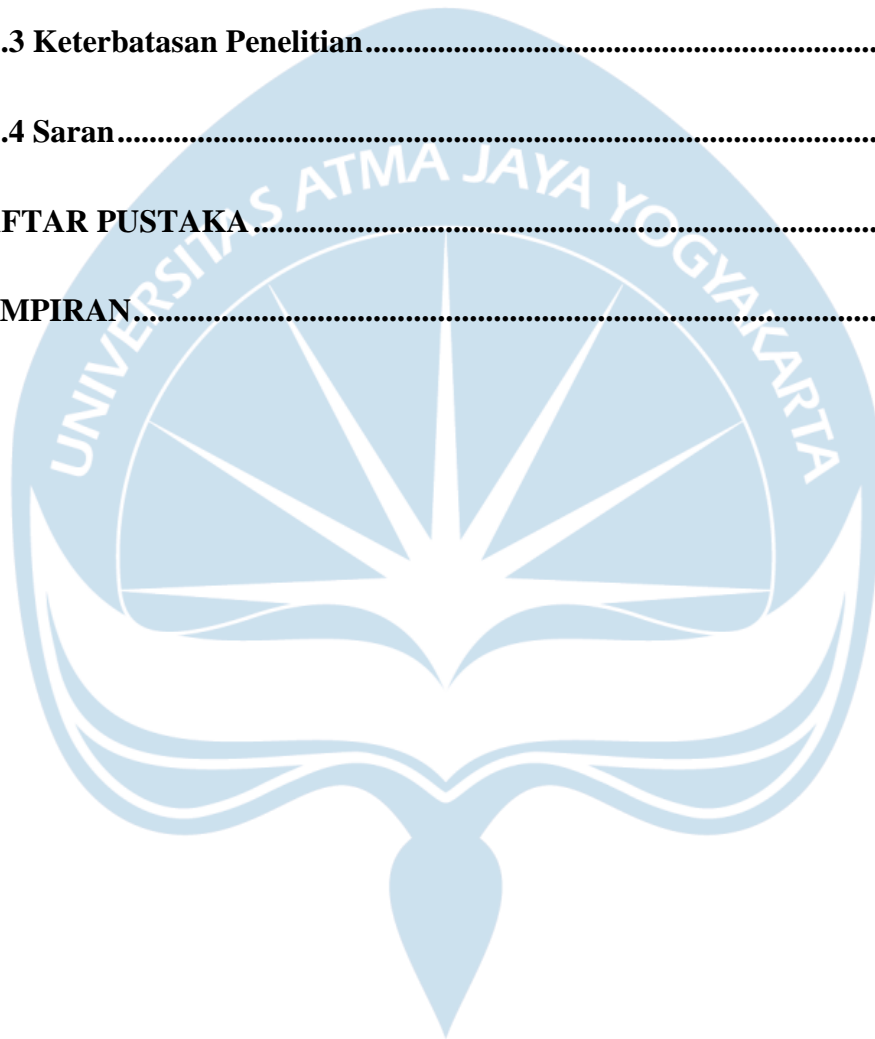 .3 Keterbatasan Penelitian.......................................................................
.4 Saran.......................................................................................................
FTAR PUSTAKA.....................................................................................
MPIRAN....................................................................................................
UNIVERSITAS ATMA JAYA YOGYAKARTA